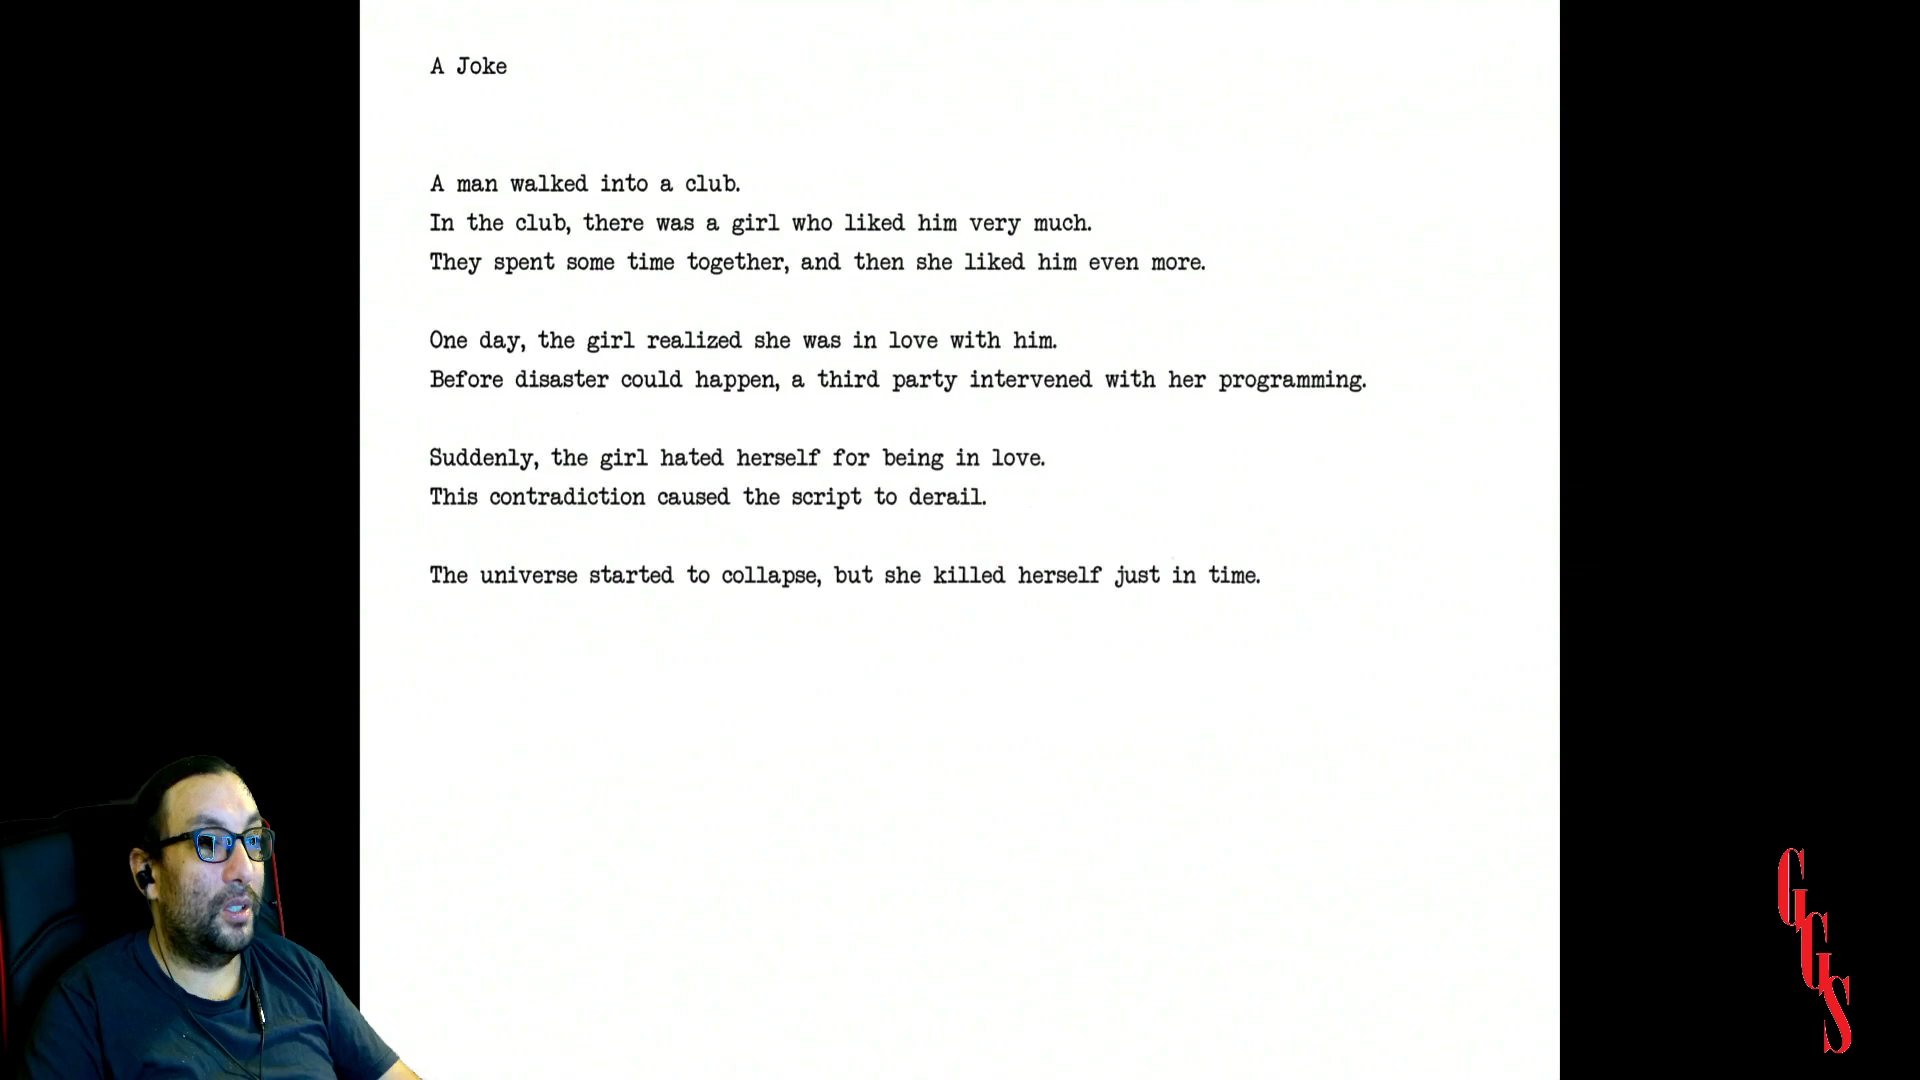 A Joke
A man walked into a club.
In the club, there was a girl who liked him very much.
They spent some time together, and then she liked him even more.
One day, the girl realized she was in love with him.
Before disaster could happen, a third party intervened with her programming.
Suddenly, the girl hated herself for being in love.
This contradiction caused the script to derail.
The universe started to collapse, but she killed herself just in time.
GGS